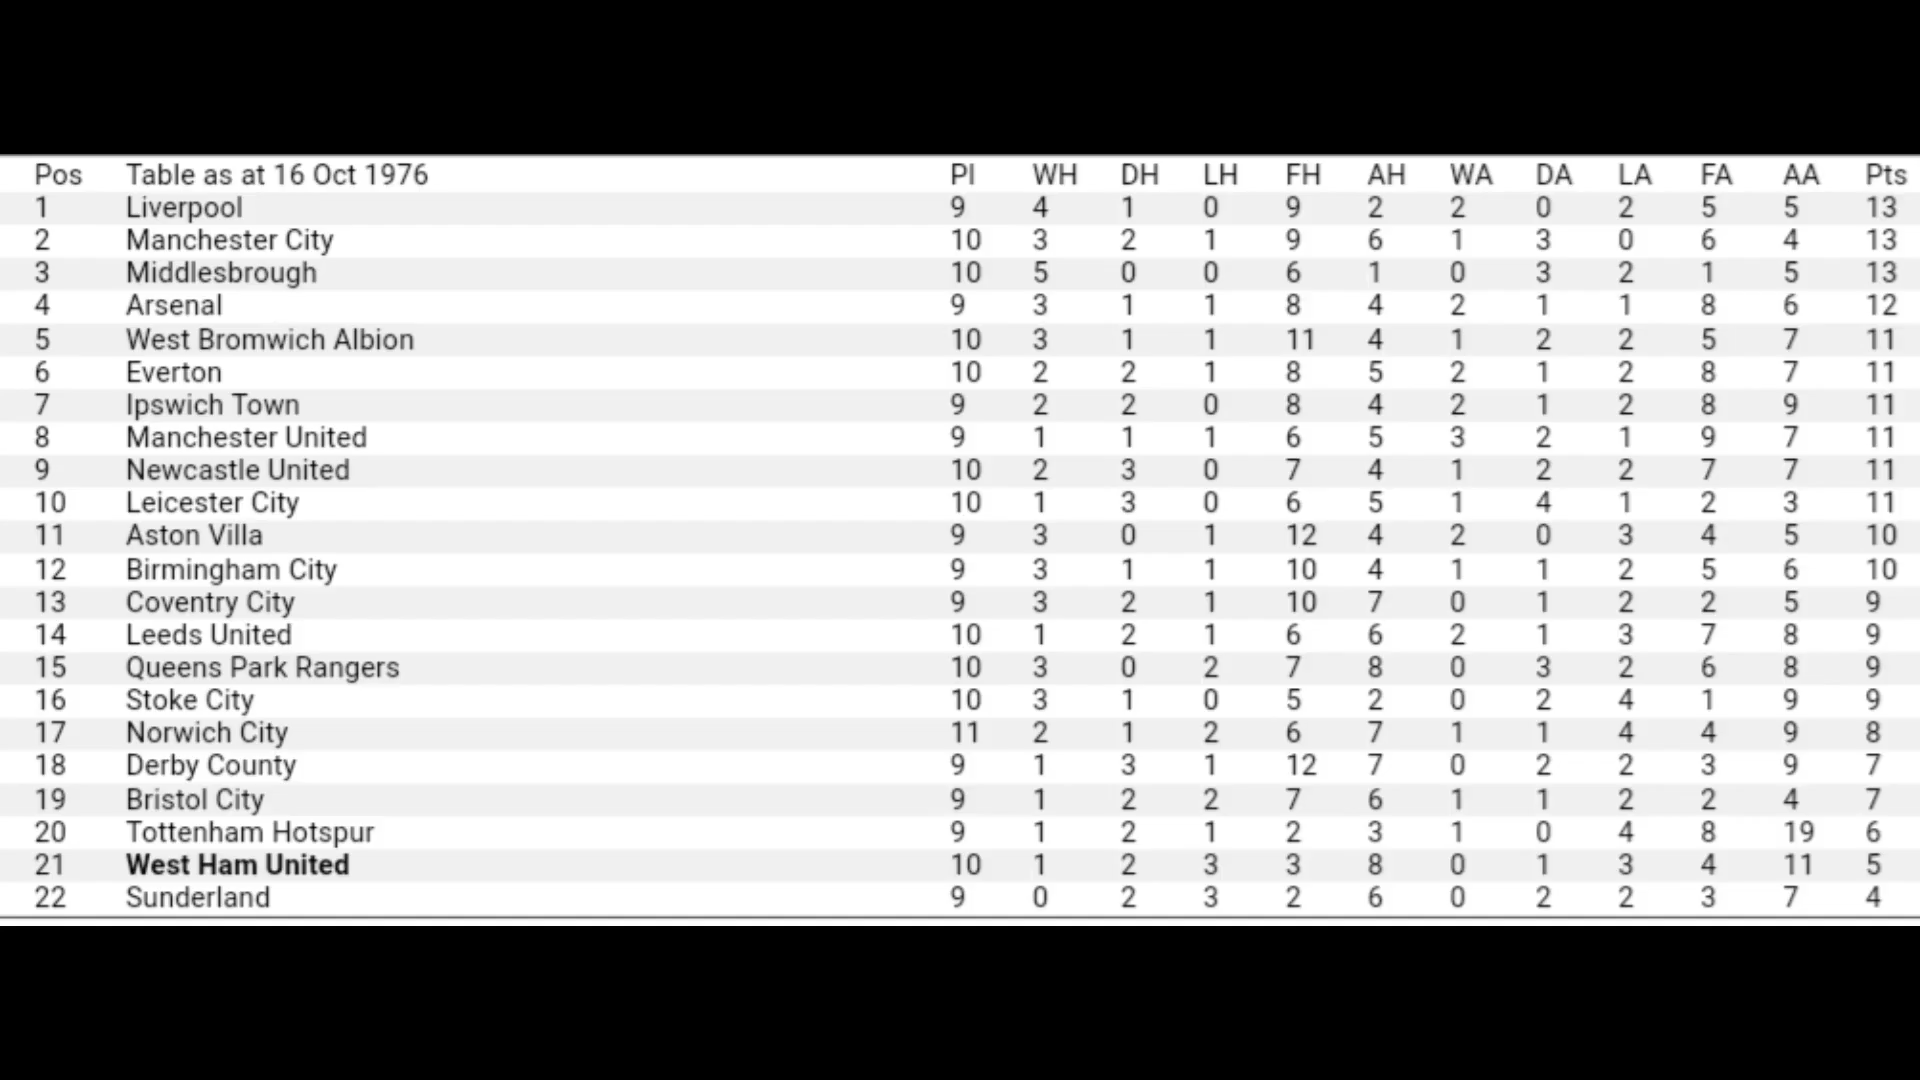 Pos Table as at 16 Oct 1976 Pl WH DH LH FH AH WA DA LA FA AA Pts
1 Liverpool 9 4 1 0 9 2 2 0 2 5 5 13
2 Manchester City 10 3 2 1 9 6 1 3 0 6 4 13
3 Middlesbrough 10 5 0 0 6 1 0 3 2 1 5 13
4 Arsenal 9 3 1 1 8 4 2 1 1 8 6 12
5 West Bromwich Albion 10 3 1 1 11 4 1 2 2 5 7 11
6 Everton 10 2 2 1 8 5 2 1 2 8 7 11
7 Ipswich Town 9 2 2 0 8 4 2 1 2 8 9 11
8 Manchester United 9 1 1 1 6 5 3 2 1 9 7 11
9 Newcastle United 10 2 3 0 7 4 1 2 2 7 7 11
10 Leicester City 10 1 3 0 6 5 1 4 1 2 3 11
11 Aston Villa 9 3 0 1 12 4 2 0 3 4 5 10
12 Birmingham City 9 3 1 1 10 4 1 1 2 5 6 10
13 Coventry City 9 3 2 1 10 7 0 1 2 2 5 9
14 Leeds United 10 1 2 1 6 6 2 1 3 7 8 9
15 Queens Park Rangers 10 3 0 2 7 8 0 3 2 6 8 9
16 Stoke City 10 3 1 0 5 2 0 2 4 1 9 9
17 Norwich City 11 2 1 2 6 7 1 1 4 4 9 8
18 Derby County 9 1 3 1 12 7 0 2 2 3 9 7
19 Bristol City 9 1 2 2 7 6 1 1 2 2 4 7
20 Tottenham Hotspur 9 1 2 1 2 3 1 0 4 8 19 6
21 West Ham United 10 1 2 3 3 8 0 1 3 4 11 5
22 Sunderland 9 0 2 3 2 6 0 2 2 3 7 4